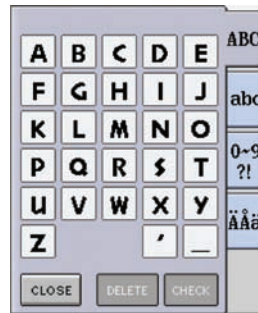 A B C D E
F G H I J
K L M N O
P Q R S T
U V W X Y
Z ' _
CLOSE DELETE CHECK
ABC
abc
0~9
?!
ÄÅä